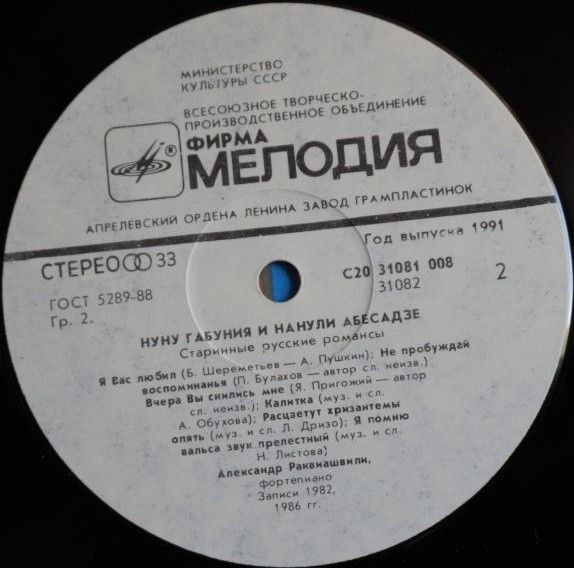 МИНИСТЕРСТВО
КУЛЬТУРЫ СССР
ВСЕСОЮЗНОЕ ТВОРЧЕСКО-
ПРОИЗВОДСТВЕННОЕ ОБЪЕДИНЕНИЕ
ФИРМА
® МЕЛОДИЯ
АПРЕЛЕВСКИЙ ОРДЕНА ЛЕНИНА ЗАВОД ГРАМПЛАСТИНОК
Год выпуска 1991
СТЕРЕО 33
С20 31081 008
31082
2
ГОСТ 5289-88
Гр. 2.
НУНУ ГАБУНИЯ И НАНУЛИ АБЕСАДЗЕ
Старинные русские романсы
Я Вас любил (Б. Шереметьев — А. Пушкин); Не пробуждай
воспоминанья (П. Булахов — автор сл. неизв.);
Вчера Вы снились мне (Я. Пригожий — автор
сл. неизв.); Калитка (муз. и сл.
А. Обухова); Расцветут хризантемы
опять (муз. и сл. Л. Дризо); Я помню
вальса звук прелестный (муз. и сл.
Н. Листова)
Александр Раквиашвили,
фортепиано
Записи 1982,
1986 гг.